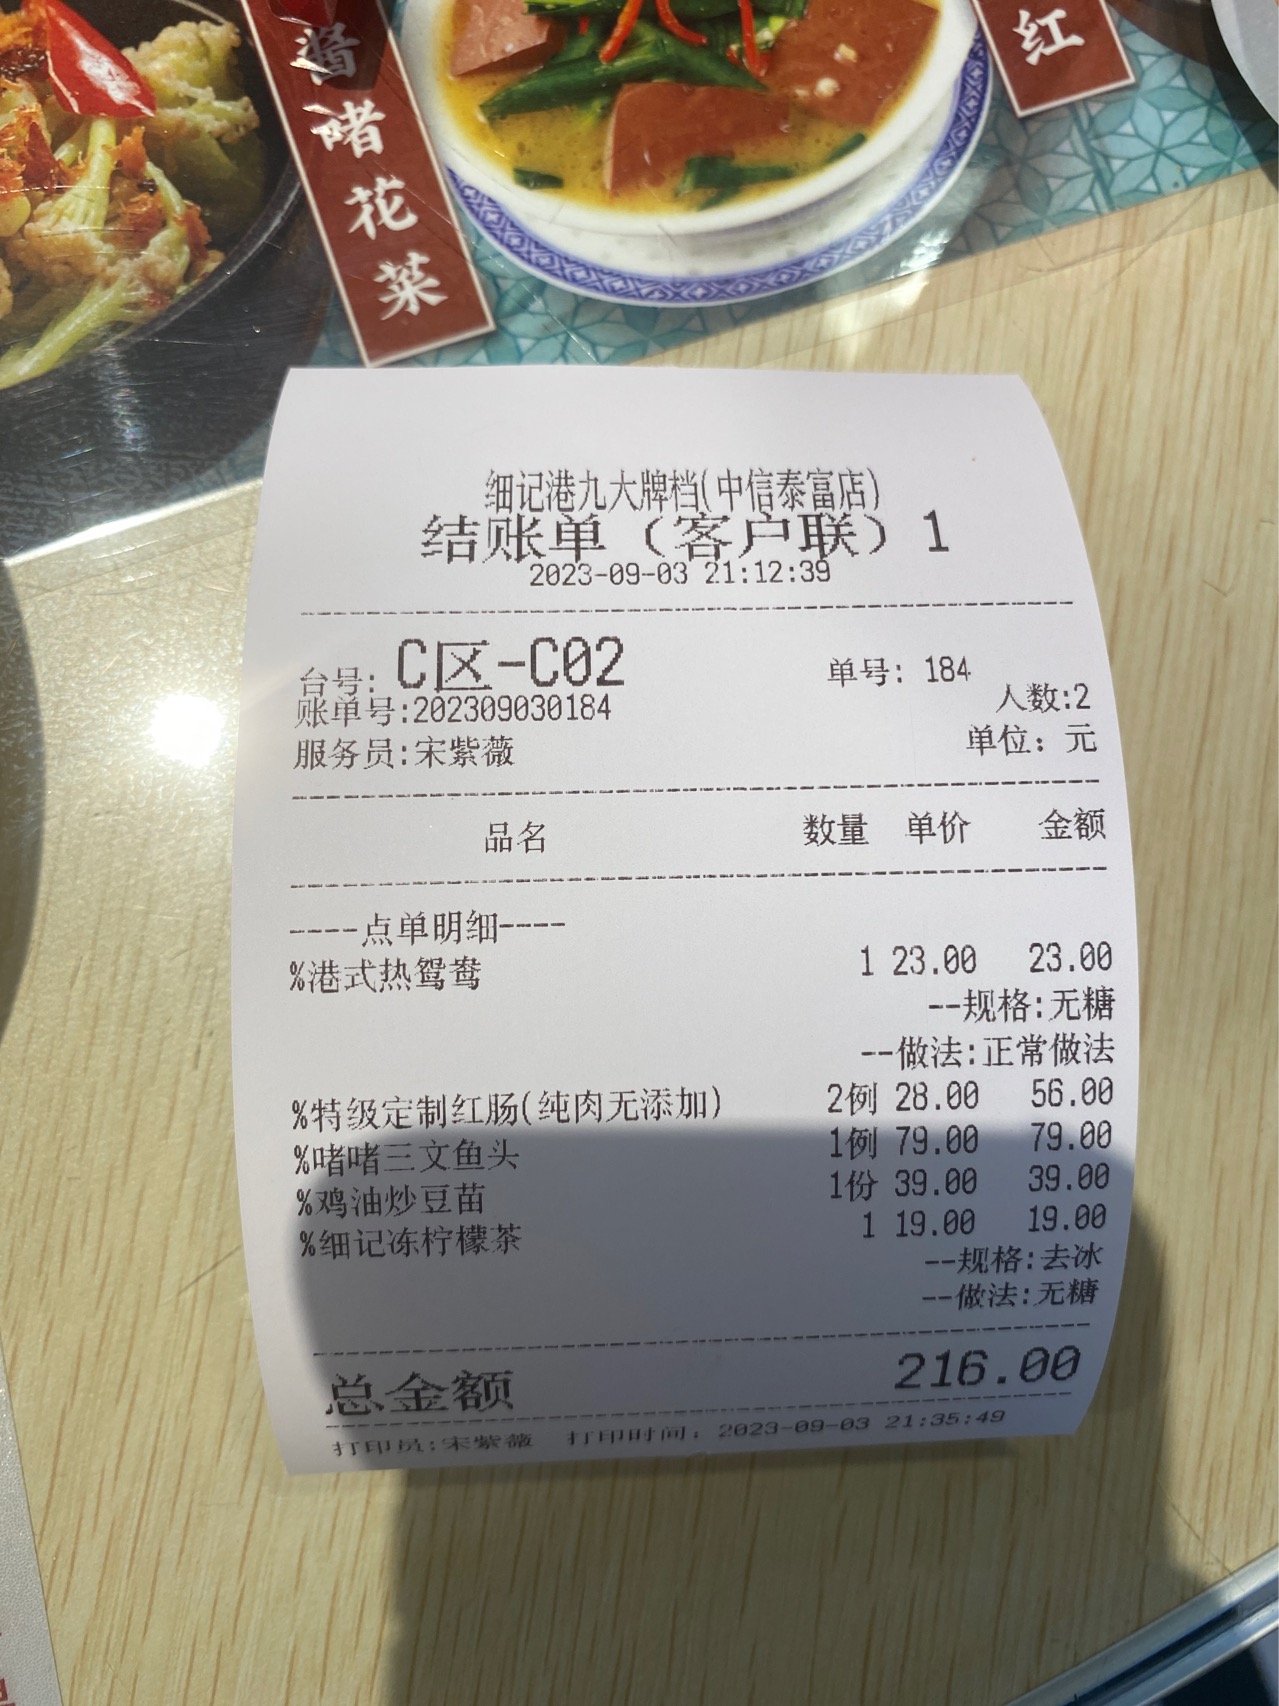 酱啫花菜
红
细记港九大牌档(中信泰富店)
结账单（客户联）1
2023-09-03 21:12:39
台号: C区-C02 单号: 184
账单号:202309030184 人数:2
服务员:宋紫薇 单位: 元
品名 数量 单价 金额
----点单明细----
%港式热鸳鸯 1 23.00 23.00
--规格:无糖
--做法:正常做法
%特级定制红肠(纯肉无添加) 2例 28.00 56.00
%啫啫三文鱼头 1例 79.00 79.00
%鸡油炒豆苗 1份 39.00 39.00
%细记冻柠檬茶 1 19.00 19.00
--规格:去冰
--做法:无糖
总金额 216.00
打印员:宋紫薇 打印时间: 2023-09-03 21:35:49